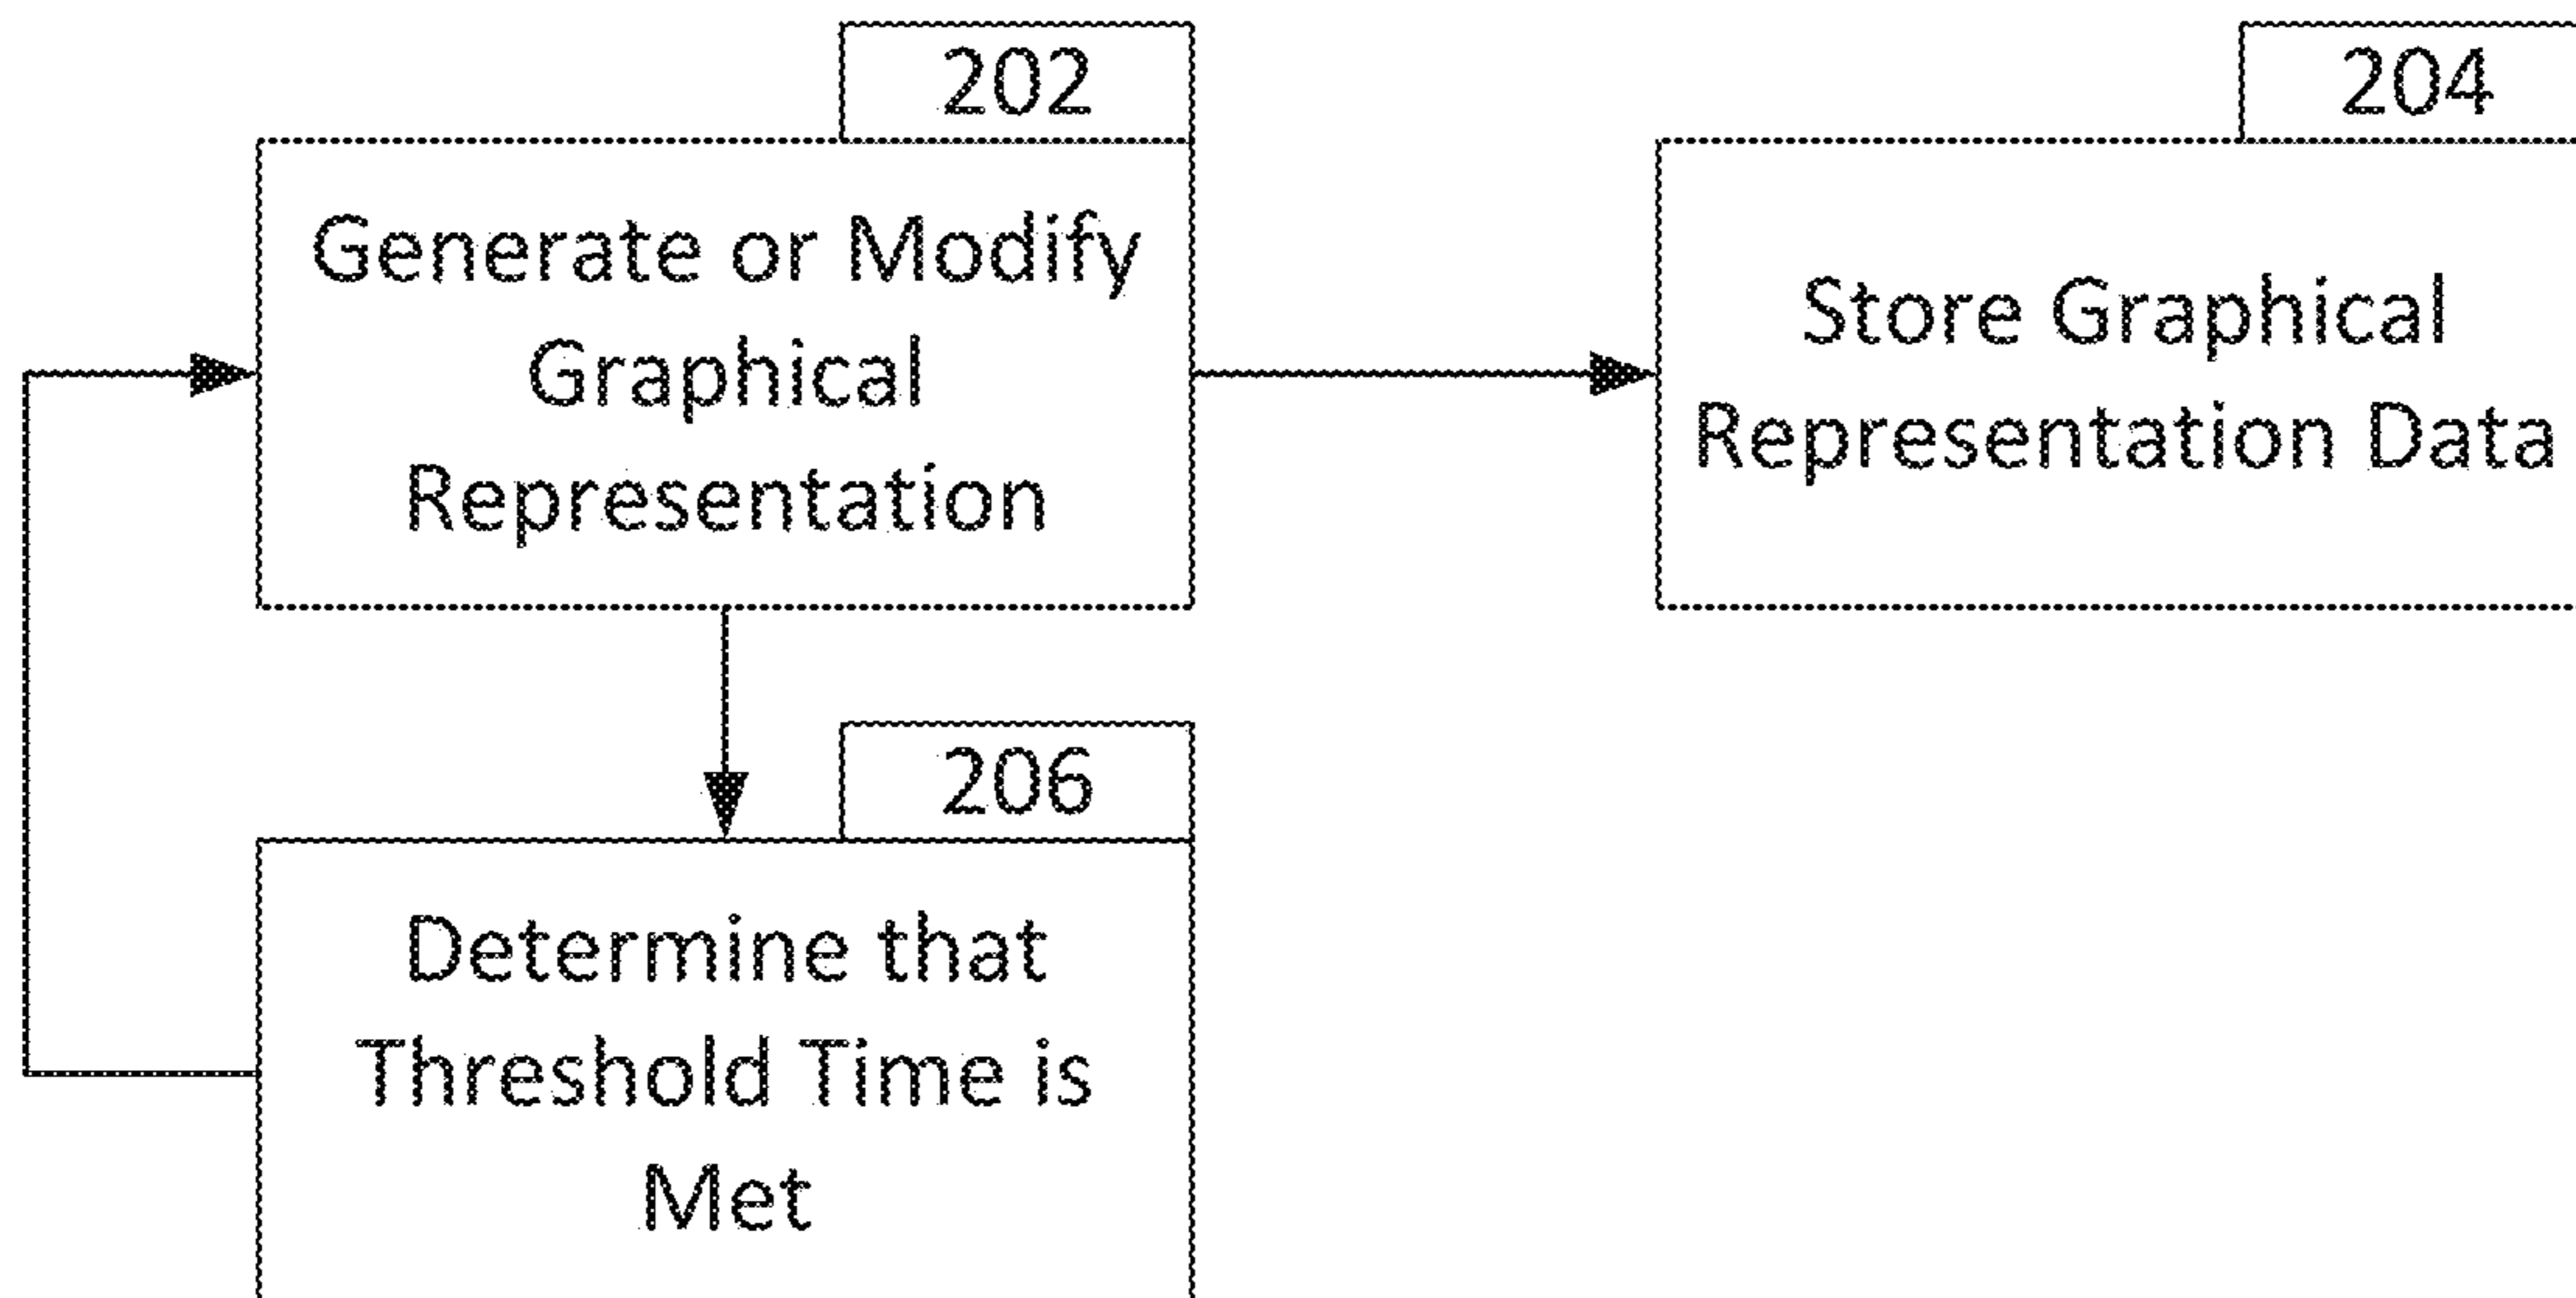 202
Generate or Modify
Graphical
Representation
204
Store Graphical
Representation Data
206
Determine that
Threshold Time is
Met